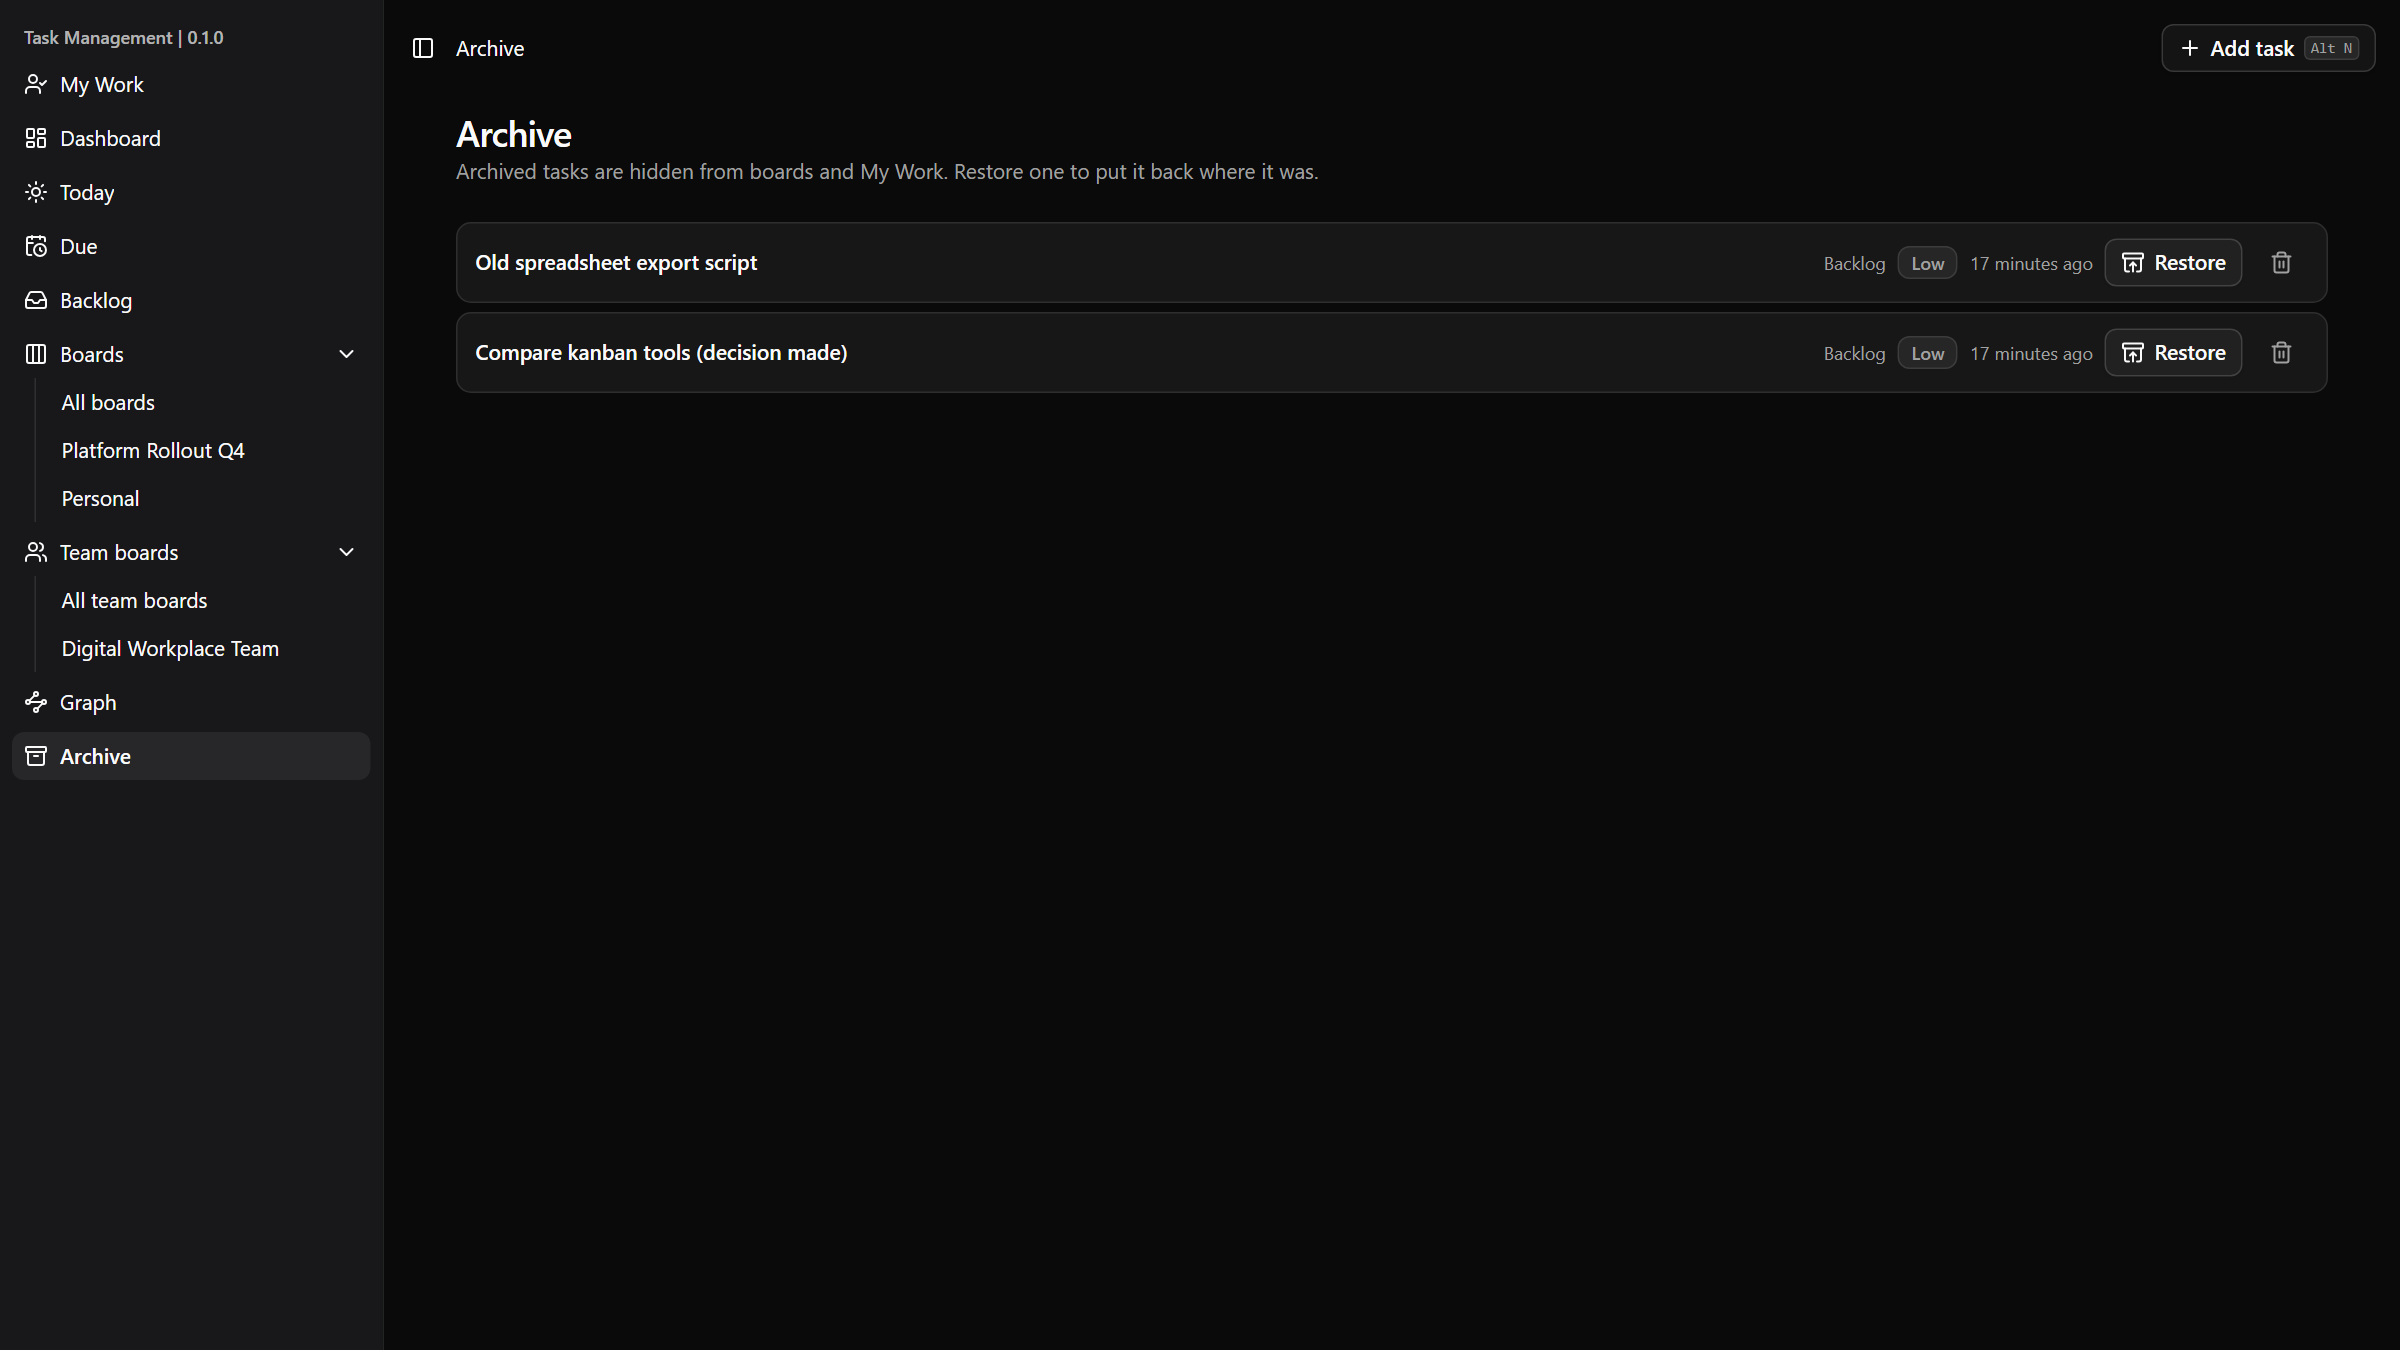 Task Management | 0.1.0
My Work
Dashboard
Today
Due
Backlog
Boards
All boards
Platform Rollout Q4
Personal
Team boards
All team boards
Digital Workplace Team
Graph
Archive
Archive
Add task Alt N
Archive
Archived tasks are hidden from boards and My Work. Restore one to put it back where it was.
Old spreadsheet export script Backlog Low 17 minutes ago Restore
Compare kanban tools (decision made) Backlog Low 17 minutes ago Restore